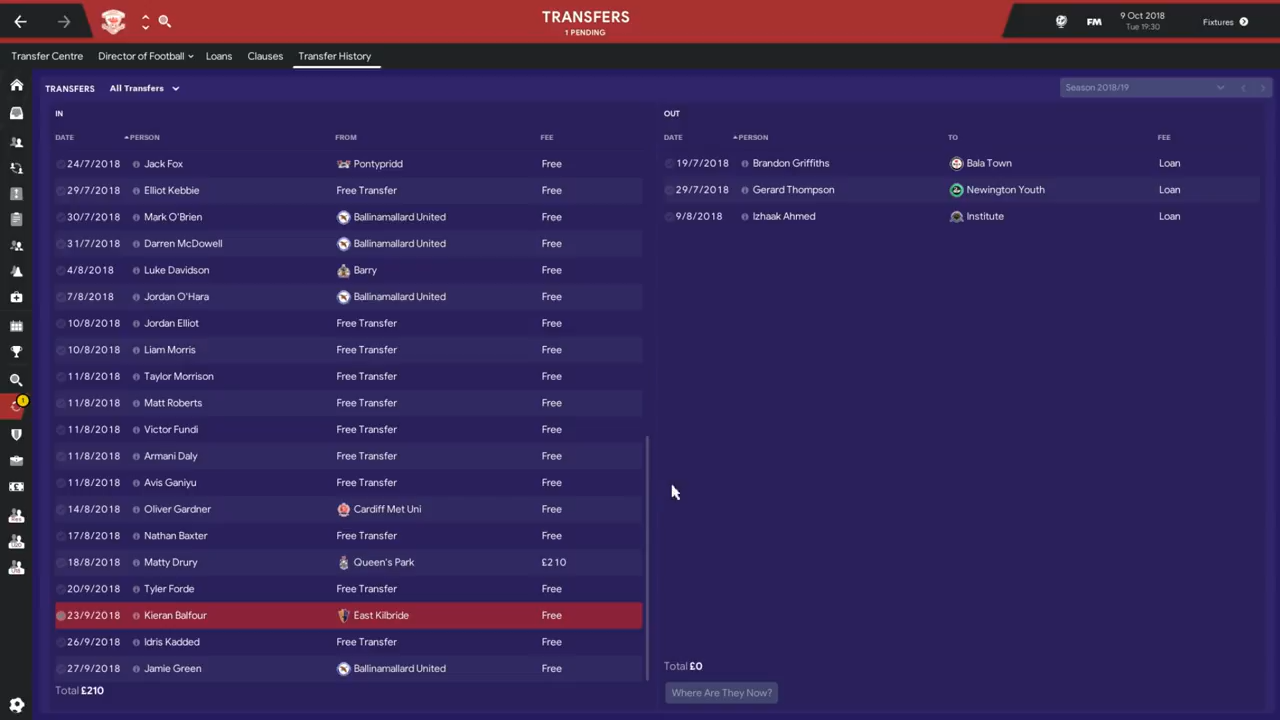 TRANSFERS
1 PENDING
FM
9 Oct 2018
Tue 19:30
Fixtures
Transfer Centre Director of Football Loans Clauses Transfer History
TRANSFERS All Transfers
Season 2018/19
IN
DATE PERSON FROM FEE
24/7/2018 Jack Fox Pontypridd Free
29/7/2018 Elliot Kebbie Free Transfer Free
30/7/2018 Mark O'Brien Ballinamallard United Free
31/7/2018 Darren McDowell Ballinamallard United Free
4/8/2018 Luke Davidson Barry Free
7/8/2018 Jordan O'Hara Ballinamallard United Free
10/8/2018 Jordan Elliot Free Transfer Free
10/8/2018 Liam Morris Free Transfer Free
11/8/2018 Taylor Morrison Free Transfer Free
11/8/2018 Matt Roberts Free Transfer Free
11/8/2018 Victor Fundi Free Transfer Free
11/8/2018 Armani Daly Free Transfer Free
11/8/2018 Avis Ganiyu Free Transfer Free
14/8/2018 Oliver Gardner Cardiff Met Uni Free
17/8/2018 Nathan Baxter Free Transfer Free
18/8/2018 Matty Drury Queen's Park £210
20/9/2018 Tyler Forde Free Transfer Free
23/9/2018 Kieran Balfour East Kilbride Free
26/9/2018 Idris Kadded Free Transfer Free
27/9/2018 Jamie Green Ballinamallard United Free
Total £210
OUT
DATE PERSON TO FEE
19/7/2018 Brandon Griffiths Bala Town Loan
29/7/2018 Gerard Thompson Newington Youth Loan
9/8/2018 Izhaak Ahmed Institute Loan
Total £0
Where Are They Now?
1